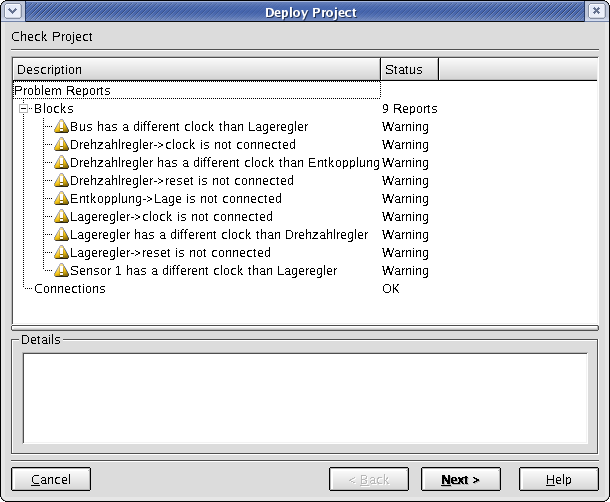 Deploy Project
Check Project
Description Status
Problem Reports
Blocks 9 Reports
Bus has a different clock than Lageregler Warning
Drehzahlregler->clock is not connected Warning
Drehzahlregler has a different clock than Entkopplung Warning
Drehzahlregler->reset is not connected Warning
Entkopplung->Lage is not connected Warning
Lageregler->clock is not connected Warning
Lageregler has a different clock than Drehzahlregler Warning
Lageregler->reset is not connected Warning
Sensor 1 has a different clock than Lageregler Warning
Connections OK
Details
Cancel < Back Next > Help